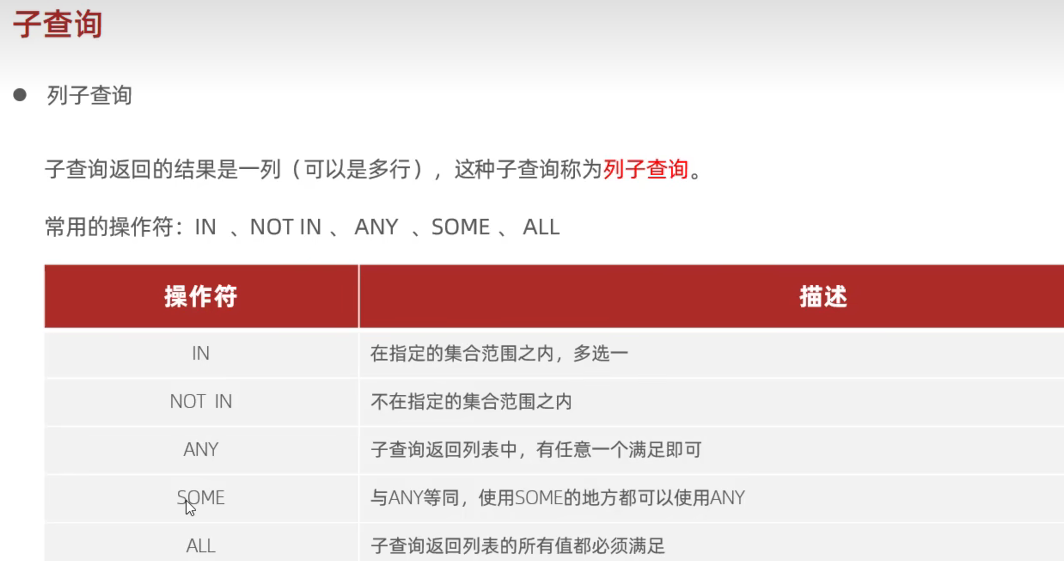 子查询
● 列子查询
子查询返回的结果是一列（可以是多行），这种子查询称为列子查询。
常用的操作符：IN 、NOT IN 、 ANY 、SOME 、 ALL
操作符 描述
IN 在指定的集合范围之内，多选一
NOT IN 不在指定的集合范围之内
ANY 子查询返回列表中，有任意一个满足即可
SOME 与ANY等同，使用SOME的地方都可以使用ANY
ALL 子查询返回列表的所有值都必须满足